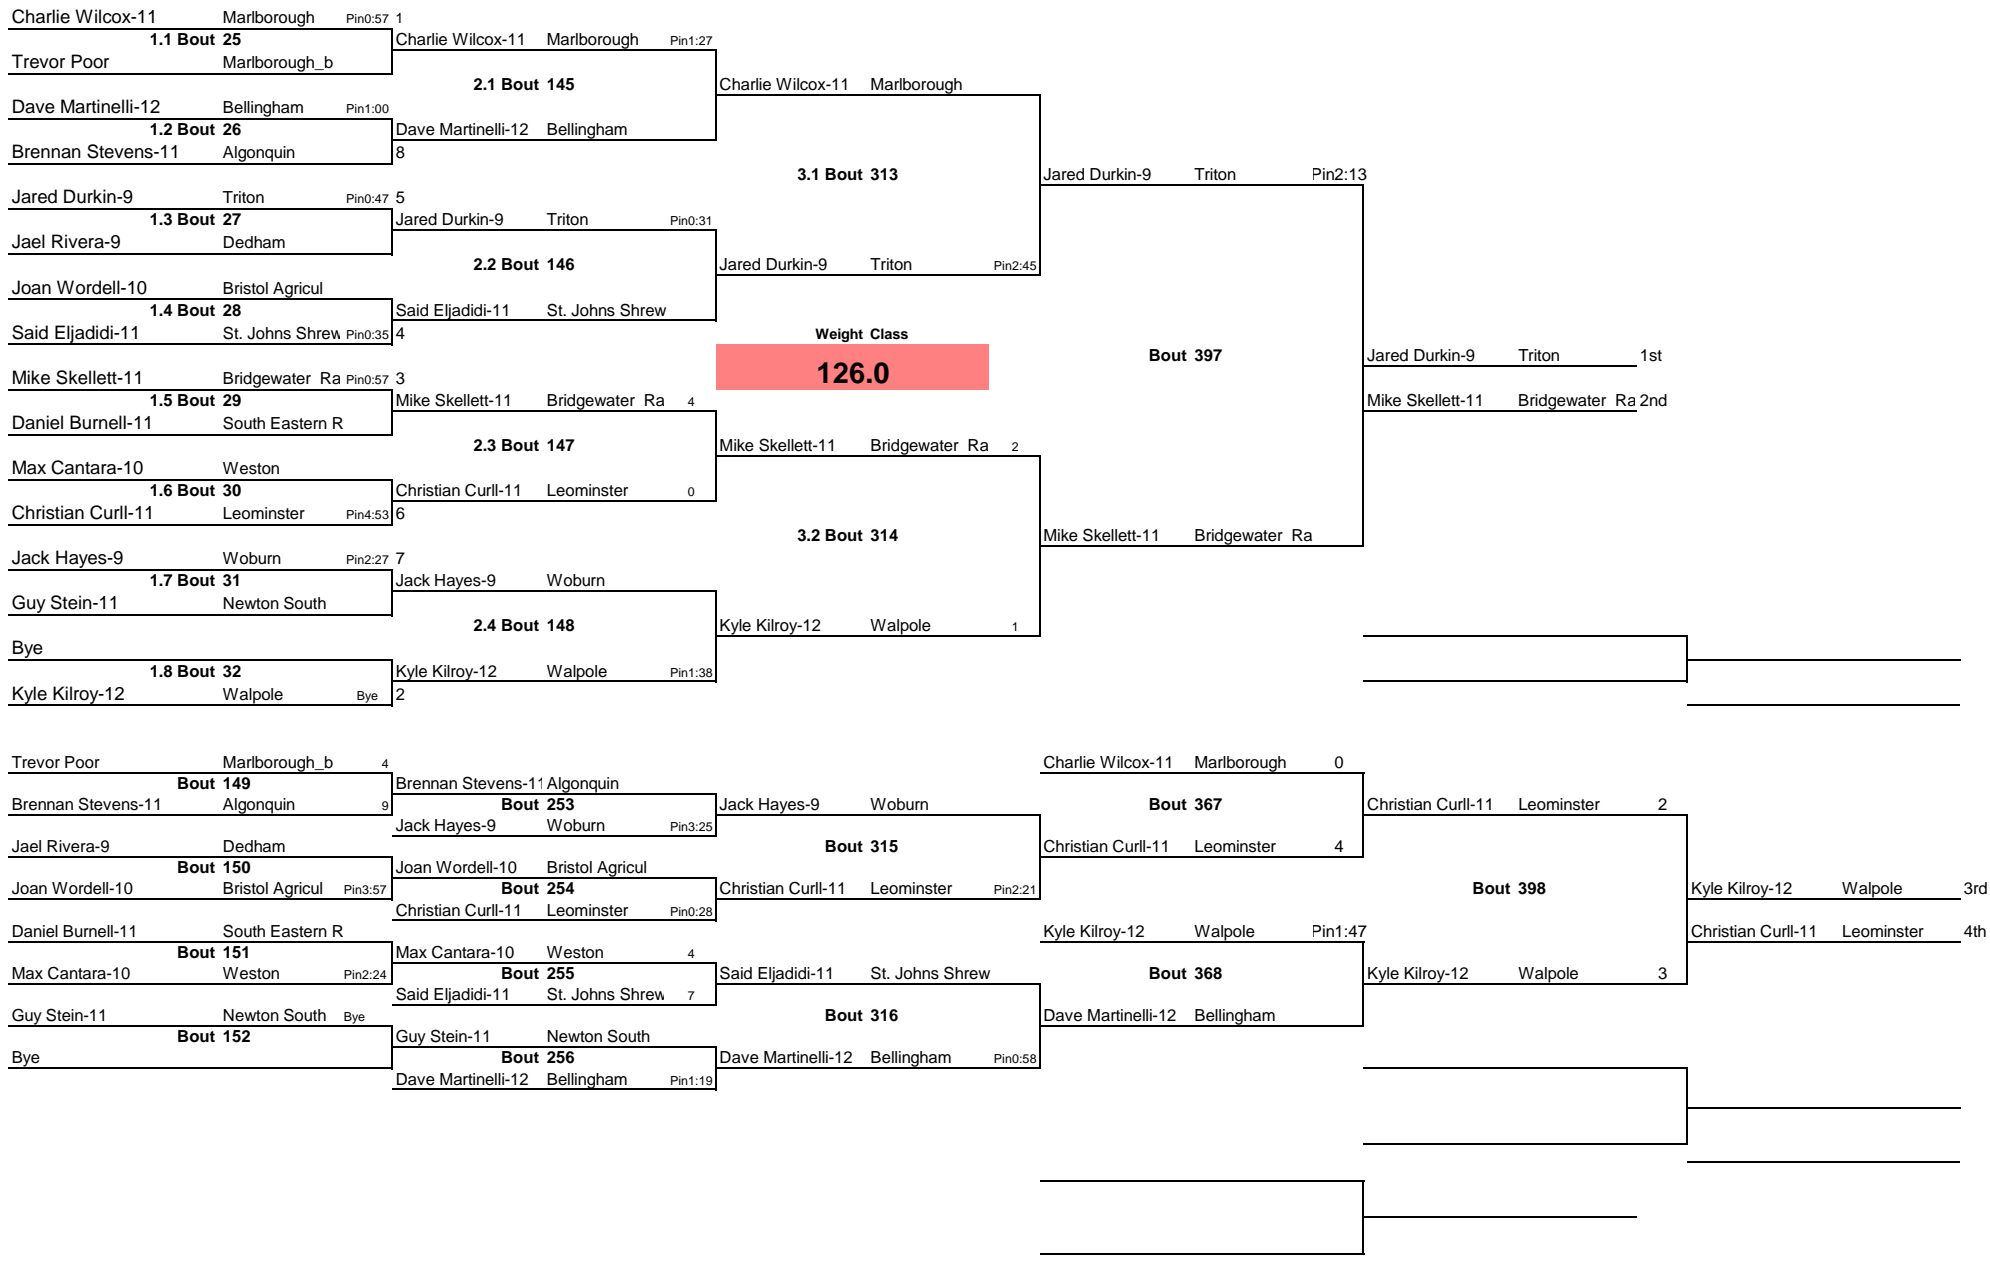 Charlie Wilcox-11 Marlborough Pin0:57 1
1.1 Bout 25 Charlie Wilcox-11 Marlborough Pin1:27
Trevor Poor Marlborough_b
2.1 Bout 145 Charlie Wilcox-11 Marlborough
Dave Martinelli-12 Bellingham Pin1:00
1.2 Bout 26 Dave Martinelli-12 Bellingham
Brennan Stevens-11 Algonquin 8
3.1 Bout 313 Jared Durkin-9 Triton Pin2:13
Jared Durkin-9 Triton Pin0:47 5
1.3 Bout 27 Jared Durkin-9 Triton Pin0:31
Jael Rivera-9 Dedham
2.2 Bout 146 Jared Durkin-9 Triton Pin2:45
Joan Wordell-10 Bristol Agricul
1.4 Bout 28 Said Eljadidi-11 St. Johns Shrew
Said Eljadidi-11 St. Johns Shrew Pin0:35 4 Weight Class
Bout 397 Jared Durkin-9 Triton 1st
Mike Skellett-11 Bridgewater Ra Pin0:57 3 126.0
1.5 Bout 29 Mike Skellett-11 Bridgewater Ra 4 Mike Skellett-11 Bridgewater Ra 2nd
Daniel Burnell-11 South Eastern R
2.3 Bout 147 Mike Skellett-11 Bridgewater Ra 2
Max Cantara-10 Weston
1.6 Bout 30 Christian Curll-11 Leominster 0
Christian Curll-11 Leominster Pin4:53 6
3.2 Bout 314 Mike Skellett-11 Bridgewater Ra
Jack Hayes-9 Woburn Pin2:27 7
1.7 Bout 31 Jack Hayes-9 Woburn
Guy Stein-11 Newton South
2.4 Bout 148 Kyle Kilroy-12 Walpole 1
Bye
1.8 Bout 32 Kyle Kilroy-12 Walpole Pin1:38
Kyle Kilroy-12 Walpole Bye 2
Trevor Poor Marlborough_b 4 Charlie Wilcox-11 Marlborough 0
Bout 149 Brennan Stevens-11 Algonquin
Brennan Stevens-11 Algonquin 9 Bout 253 Jack Hayes-9 Woburn Bout 367 Christian Curll-11 Leominster 2
Jack Hayes-9 Woburn Pin3:25
Jael Rivera-9 Dedham Bout 315 Christian Curll-11 Leominster 4
Bout 150 Joan Wordell-10 Bristol Agricul
Joan Wordell-10 Bristol Agricul Pin3:57 Bout 254 Christian Curll-11 Leominster Pin2:21 Bout 398 Kyle Kilroy-12 Walpole 3rd
Christian Curll-11 Leominster Pin0:28
Daniel Burnell-11 South Eastern R Kyle Kilroy-12 Walpole Pin1:47 Christian Curll-11 Leominster 4th
Bout 151 Max Cantara-10 Weston 4
Max Cantara-10 Weston Pin2:24 Bout 255 Said Eljadidi-11 St. Johns Shrew Bout 368 Kyle Kilroy-12 Walpole 3
Said Eljadidi-11 St. Johns Shrew 7
Guy Stein-11 Newton South Bye Bout 316 Dave Martinelli-12 Bellingham
Bout 152 Guy Stein-11 Newton South
Bye Bout 256 Dave Martinelli-12 Bellingham Pin0:58
Dave Martinelli-12 Bellingham Pin1:19